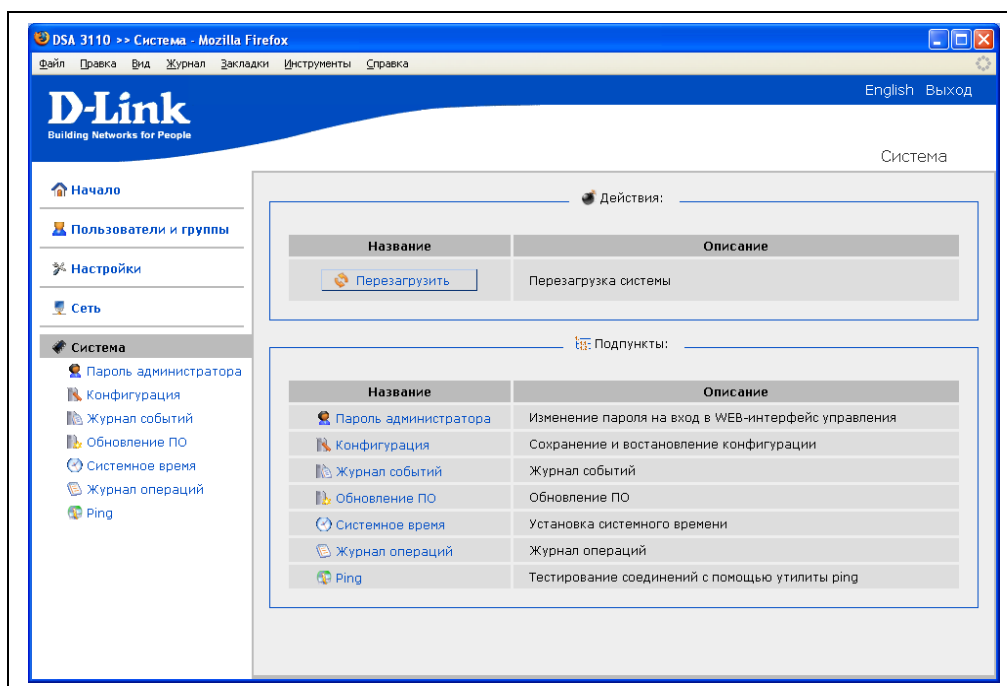 DSA 3110 >> Система - Mozilla Firefox
Файл Правка Вид Журнал Закладки Инструменты Справка
English Выход
D-Link
Building Networks for People
Система
Начало
Пользователи и группы
Настройки
Сеть
Система
Пароль администратора
Конфигурация
Журнал событий
Обновление ПО
Системное время
Журнал операций
Ping
Действия:
Название Описание
Перезагрузить Перезагрузка системы
Подпункты:
Название Описание
Пароль администратора Изменение пароля на вход в WEB-интерфейс управления
Конфигурация Сохранение и востановление конфигурации
Журнал событий Журнал событий
Обновление ПО Обновление ПО
Системное время Установка системного времени
Журнал операций Журнал операций
Ping Тестирование соединений с помощью утилиты ping